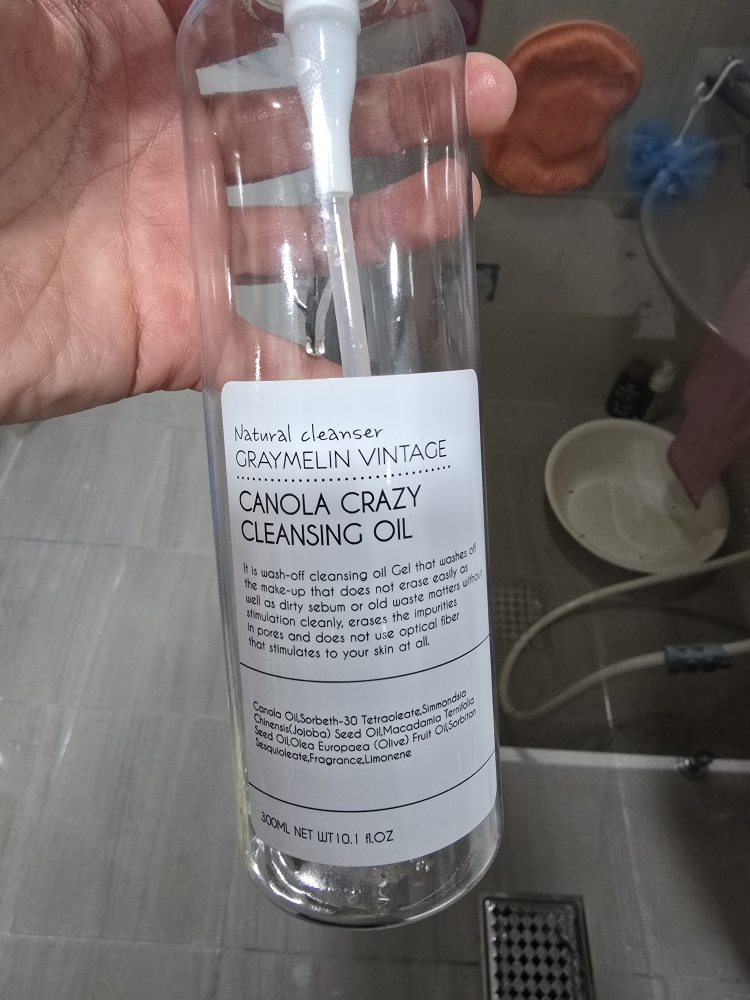 Natural cleanser
GRAYMELIN VINTAGE
CANOLA CRAZY
CLEANSING OIL
It is wash-off cleansing oil Gel that washes off
the make-up that does not erase easily as
well as dirty sebum or old waste matters without
stimulation cleanly, erases the impurities
in pores and does not use optical fiber
that stimulates to your skin at all.
Canola Oil,Sorbeth-30 Tetraoleate,Simmondsia
Chinensis(Jojoba) Seed Oil,Macadamia Ternifolia
Seed Oil,Olea Europaea (Olive) Fruit Oil,Sorbitan
Sesquioleate,Fragrance,Limonene
300ML NET WT10.1 fl.OZ